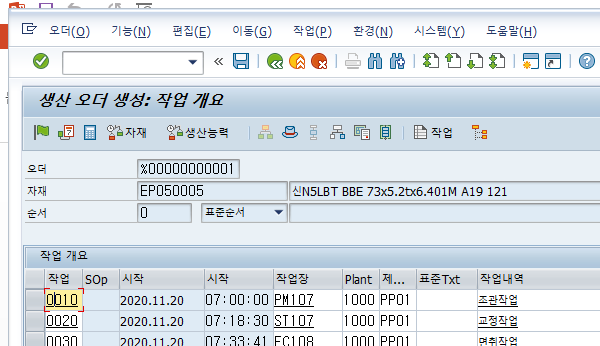 오더(O) 기능(N) 편집(E) 이동(G) 작업(P) 환경(N) 시스템(Y) 도움말(H)
생산 오더 생성: 작업 개요
자재 생산능력 작업
오더 %00000000001
자재 EP050005 신N5LBT BBE 73x5.2tx6.401M A19 121
순서 0 표준순서
작업 개요
작업 SOp 시작 시작 작업장 Plant 제... 표준Txt 작업내역
0010 2020.11.20 07:00:00 PM107 1000 PP01 조관작업
0020 2020.11.20 07:18:30 ST107 1000 PP01 교정작업
0030 2020.11.20 07:33:41 FC108 1000 PP01 면취작업